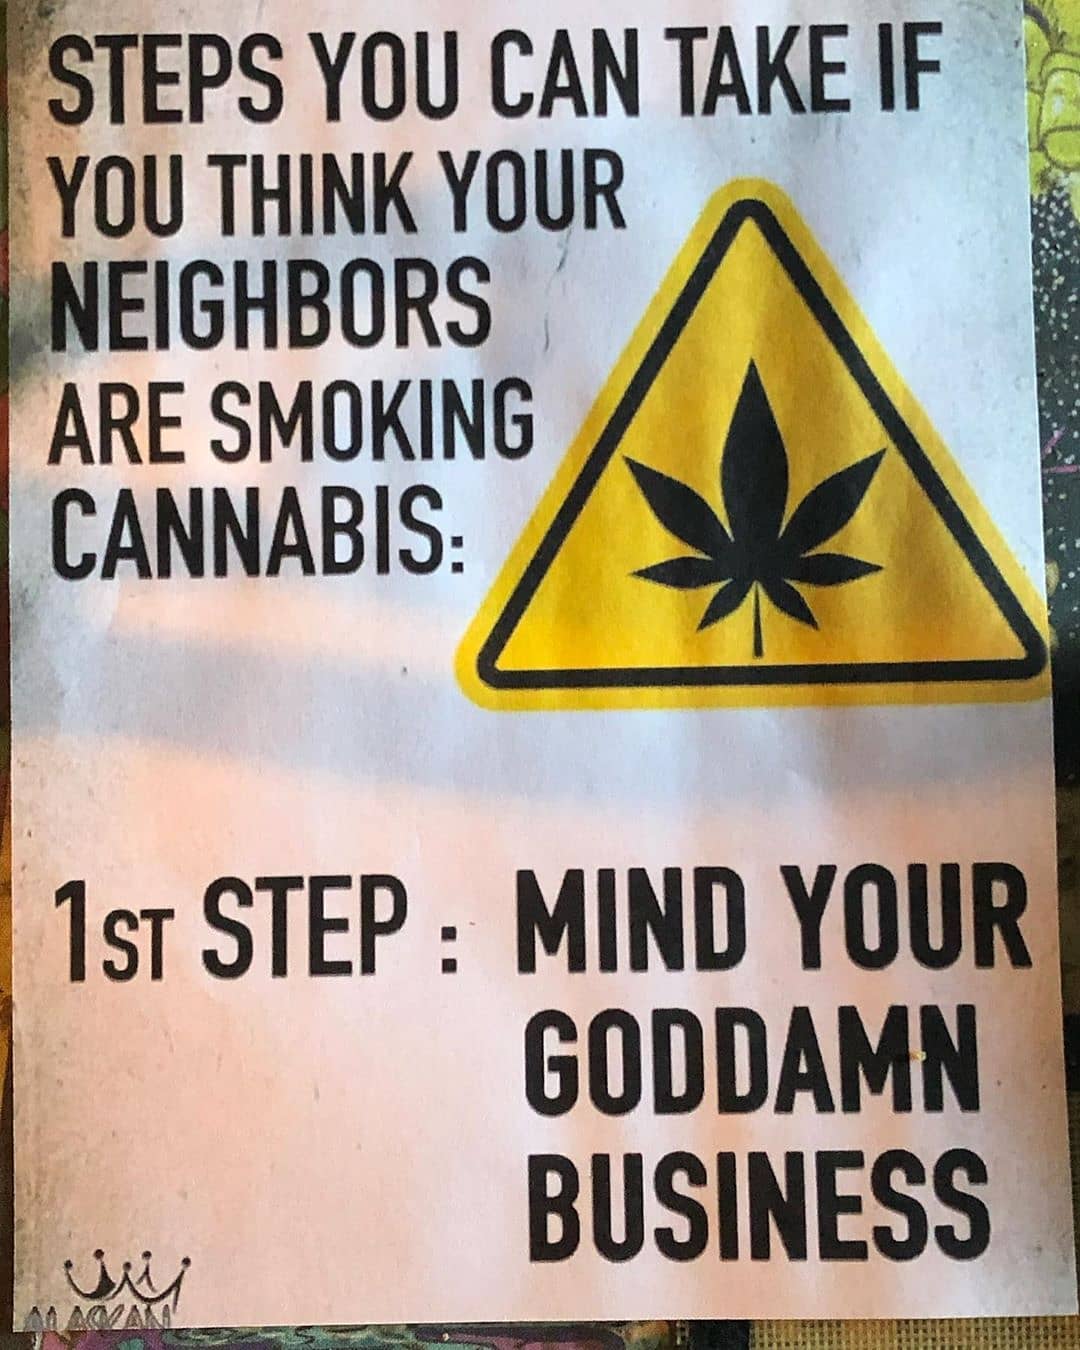 STEPS YOU CAN TAKE IF
YOU THINK YOUR
NEIGHBORS
ARE SMOKING
CANNABIS:
1ST STEP : MIND YOUR
GODDAMN
BUSINESS